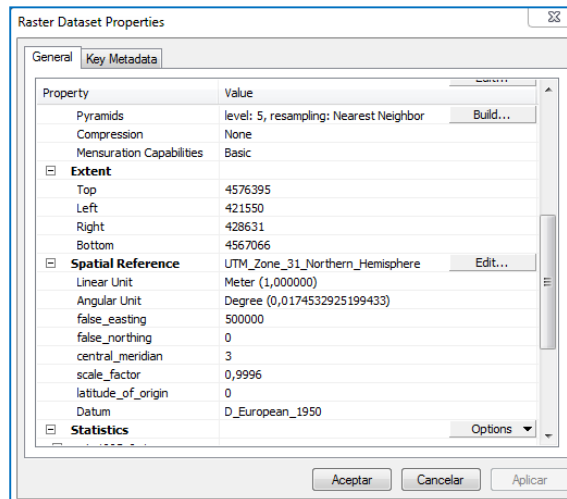 Raster Dataset Properties
General Key Metadata
Property Value
Pyramids level: 5, resampling: Nearest Neighbor Build...
Compression None
Mensuration Capabilities Basic
Extent
Top 4576395
Left 421550
Right 428631
Bottom 4567066
Spatial Reference UTM_Zone_31_Northern_Hemisphere Edit...
Linear Unit Meter (1,000000)
Angular Unit Degree (0,0174532925199433)
false_easting 500000
false_northing 0
central_meridian 3
scale_factor 0,9996
latitude_of_origin 0
Datum D_European_1950
Statistics Options
Aceptar Cancelar Aplicar